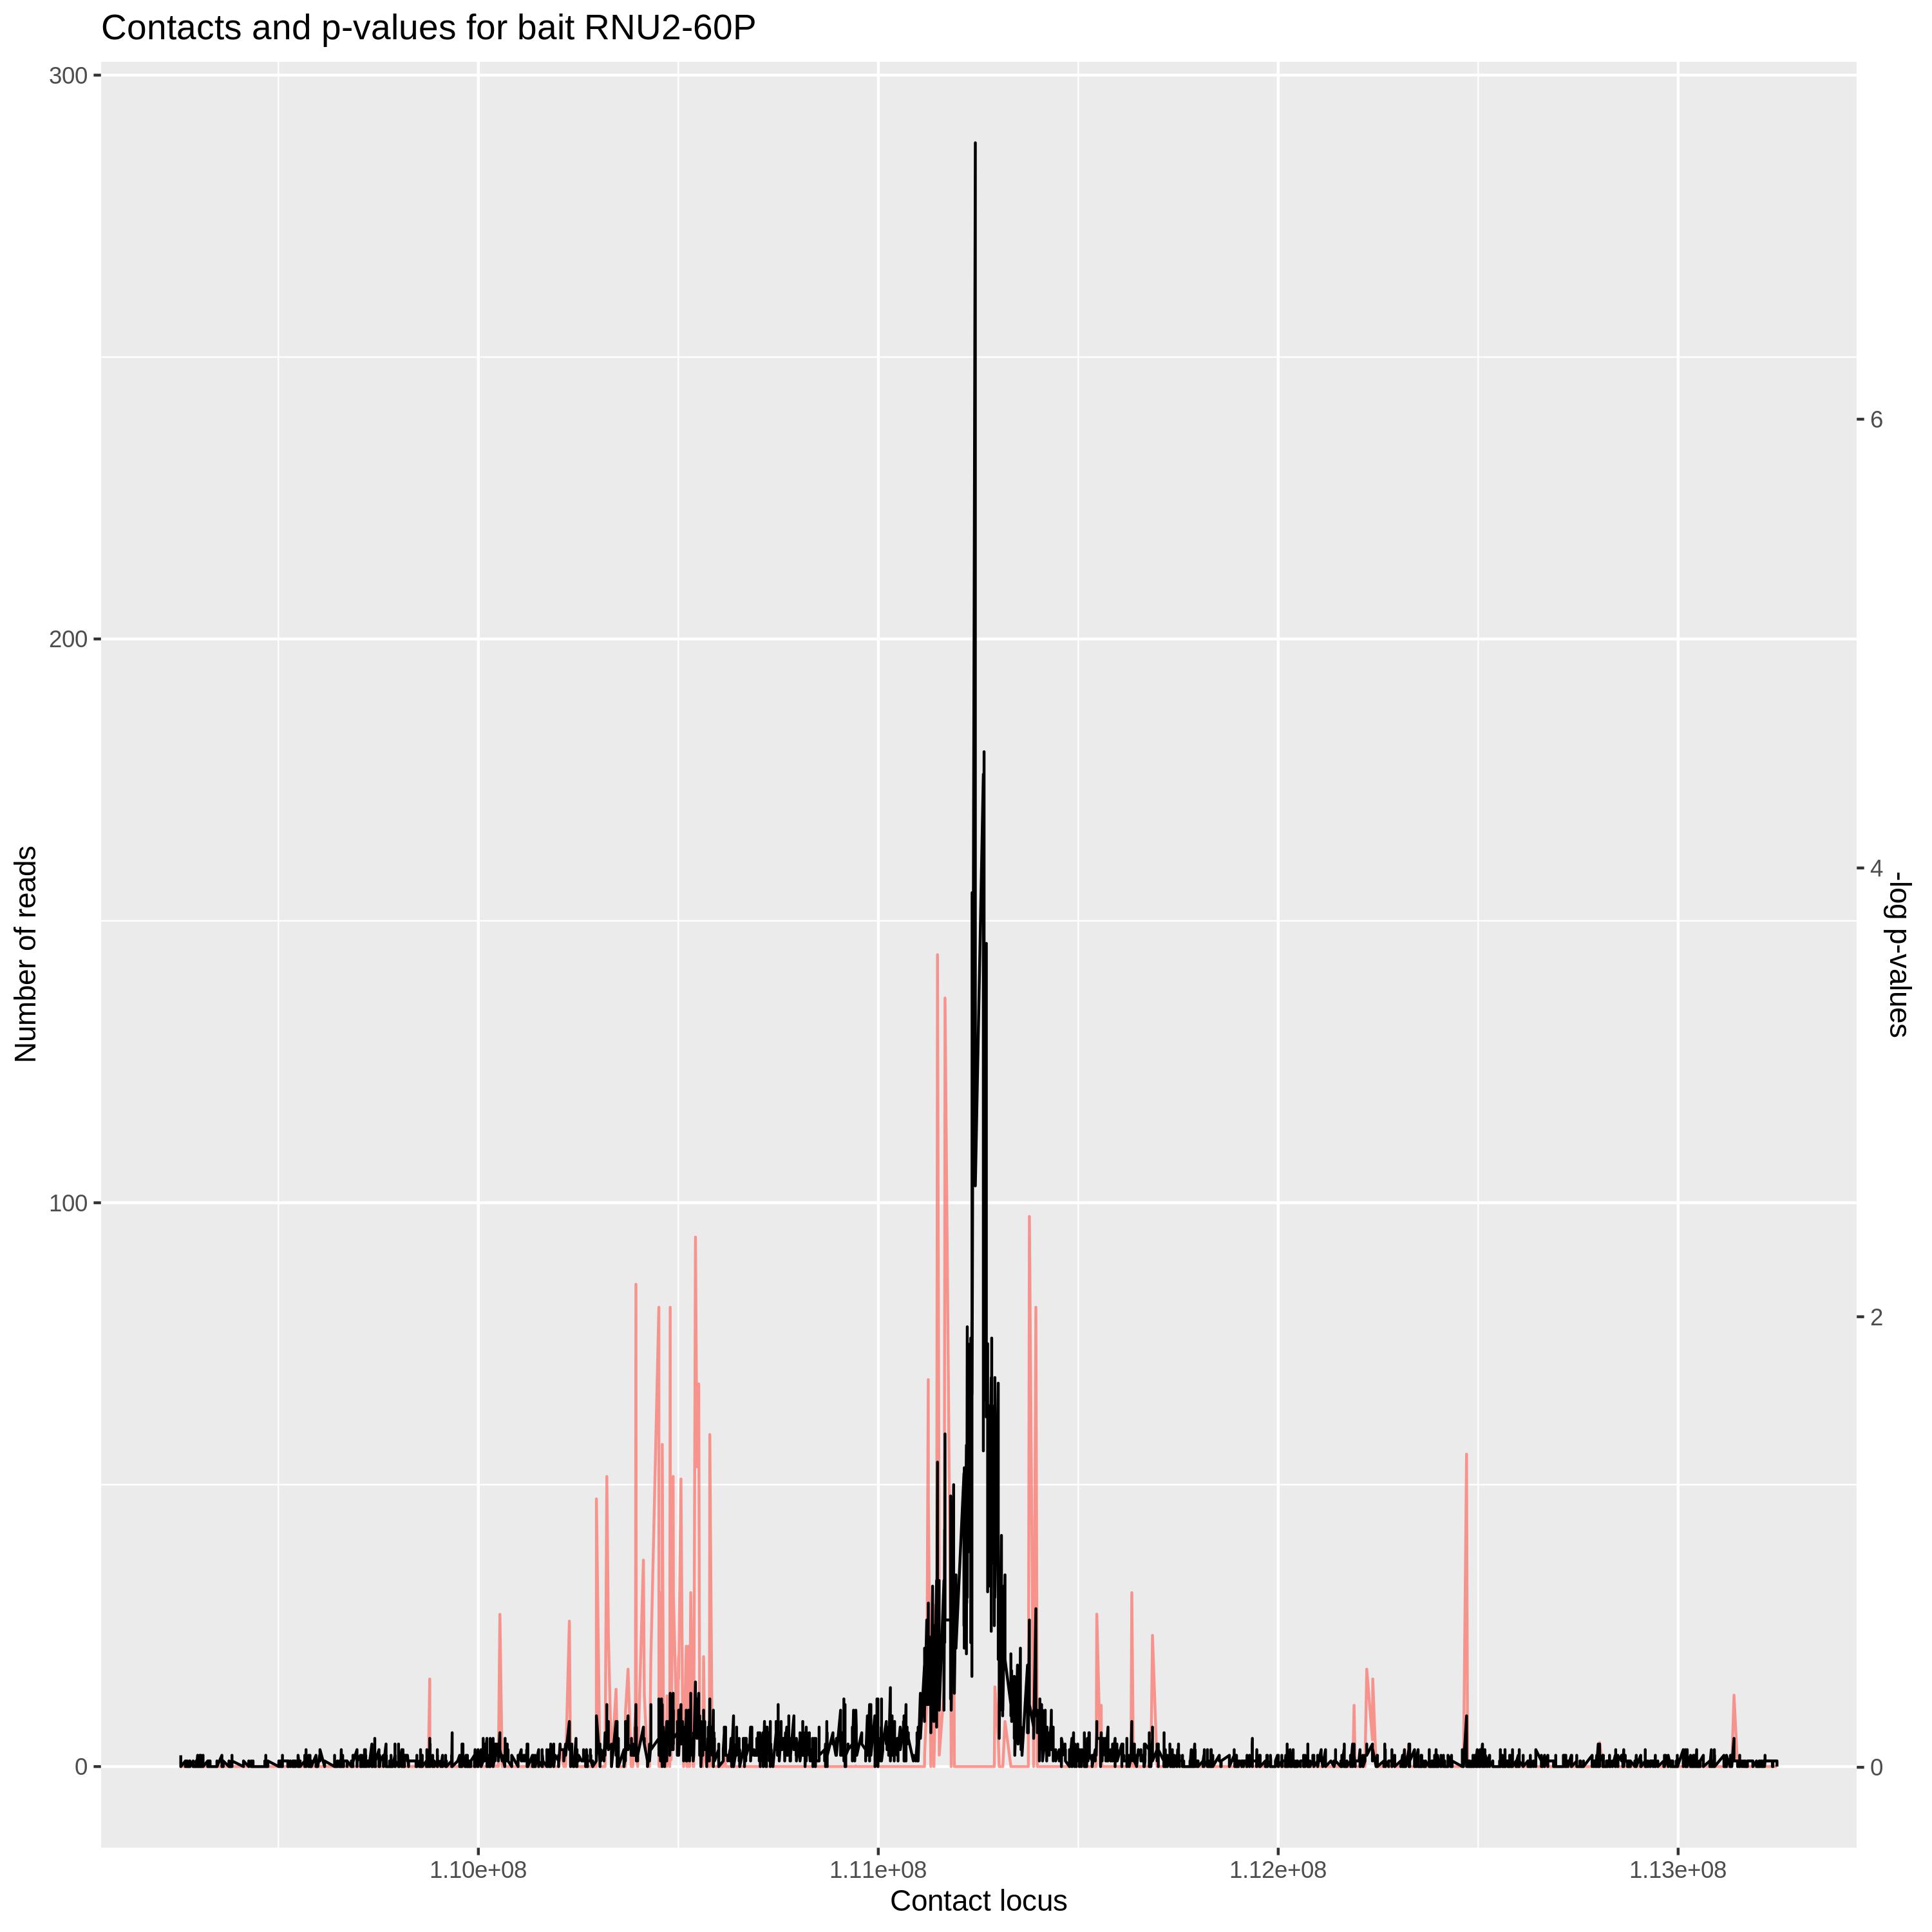 Contacts and p-values for bait RNU2-60P
300
200
100
0
Number of reads
6
4
2
0
-log p-values
1.10e+08
1.11e+08
1.12e+08
1.13e+08
Contact locus